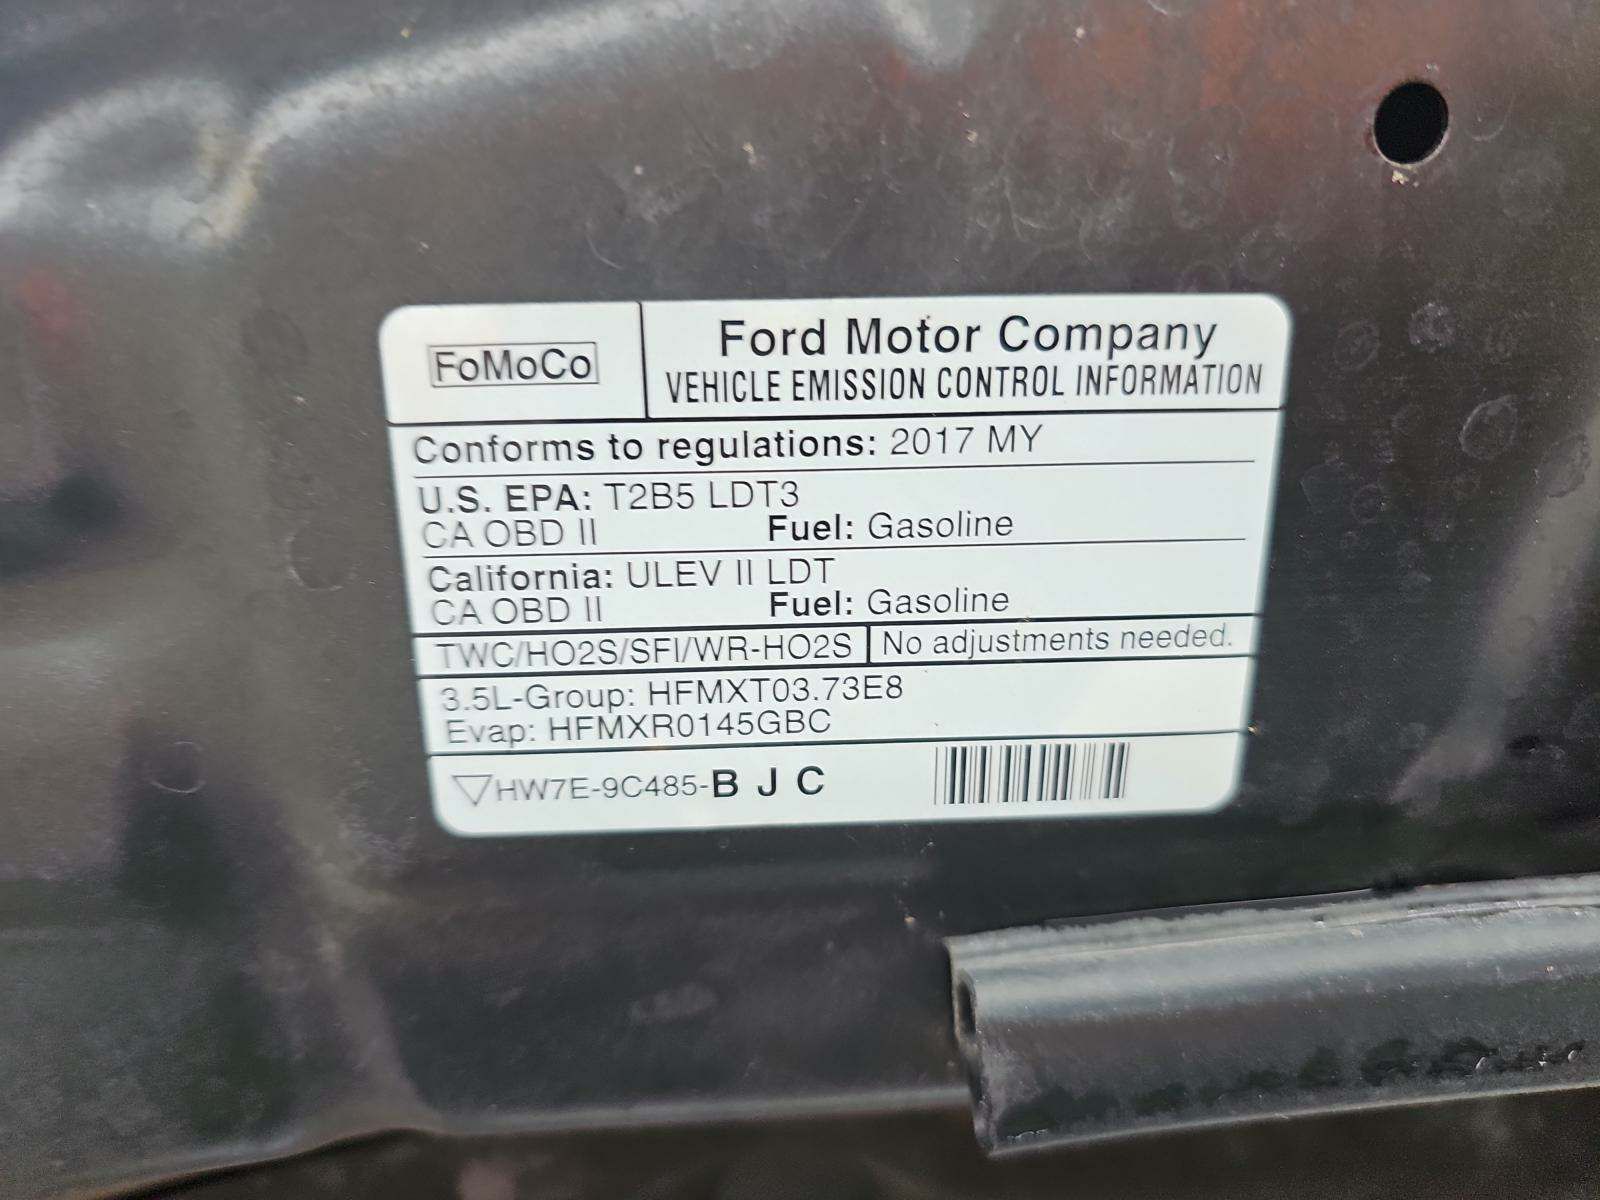 FoMoCo
Ford Motor Company
VEHICLE EMISSION CONTROL INFORMATION
Conforms to regulations: 2017 MY
U.S. EPA: T2B5 LDT3
CA OBD II Fuel: Gasoline
California: ULEV II LDT
CA OBD II Fuel: Gasoline
TWC/HO2S/SFI/WR-HO2S No adjustments needed.
3.5L-Group: HFMXT03.73E8
Evap: HFMXR0145GBC
HW7E-9C485-B J C